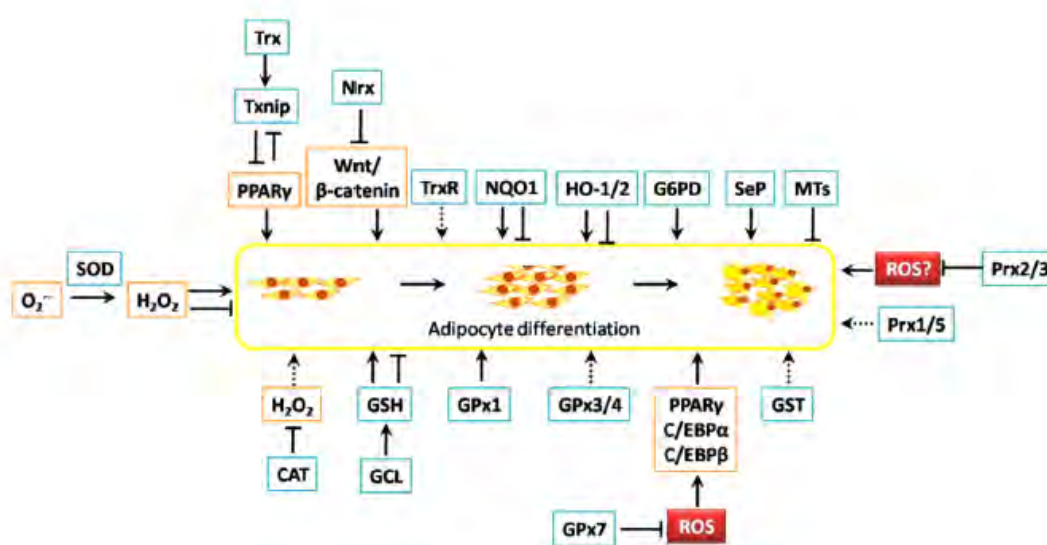 Trx
Txnip
Nrx
PPARγ
Wnt/
β-catenin
TrxR
NQO1
HO-1/2
G6PD
SeP
MTs
SOD
O₂·⁻
H₂O₂
ROS?
Prx2/3
Prx1/5
Adipocyte differentiation
H₂O₂
GSH
GPx1
GPx3/4
PPARγ
C/EBPα
C/EBPβ
GST
CAT
GCL
GPx7
ROS